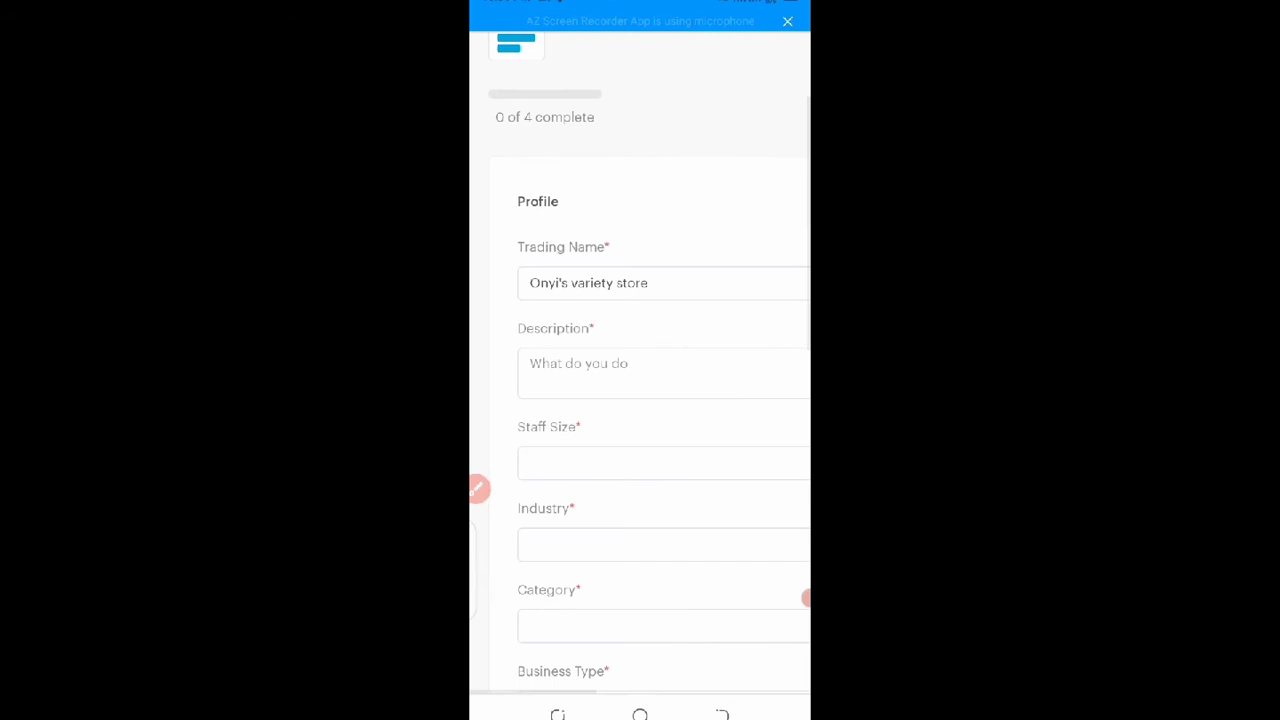 AZ Screen Recorder App is using microphone
0 of 4 complete
Profile
Trading Name*
Onyi's variety store
Description*
What do you do
Staff Size*
Industry*
Category*
Business Type*